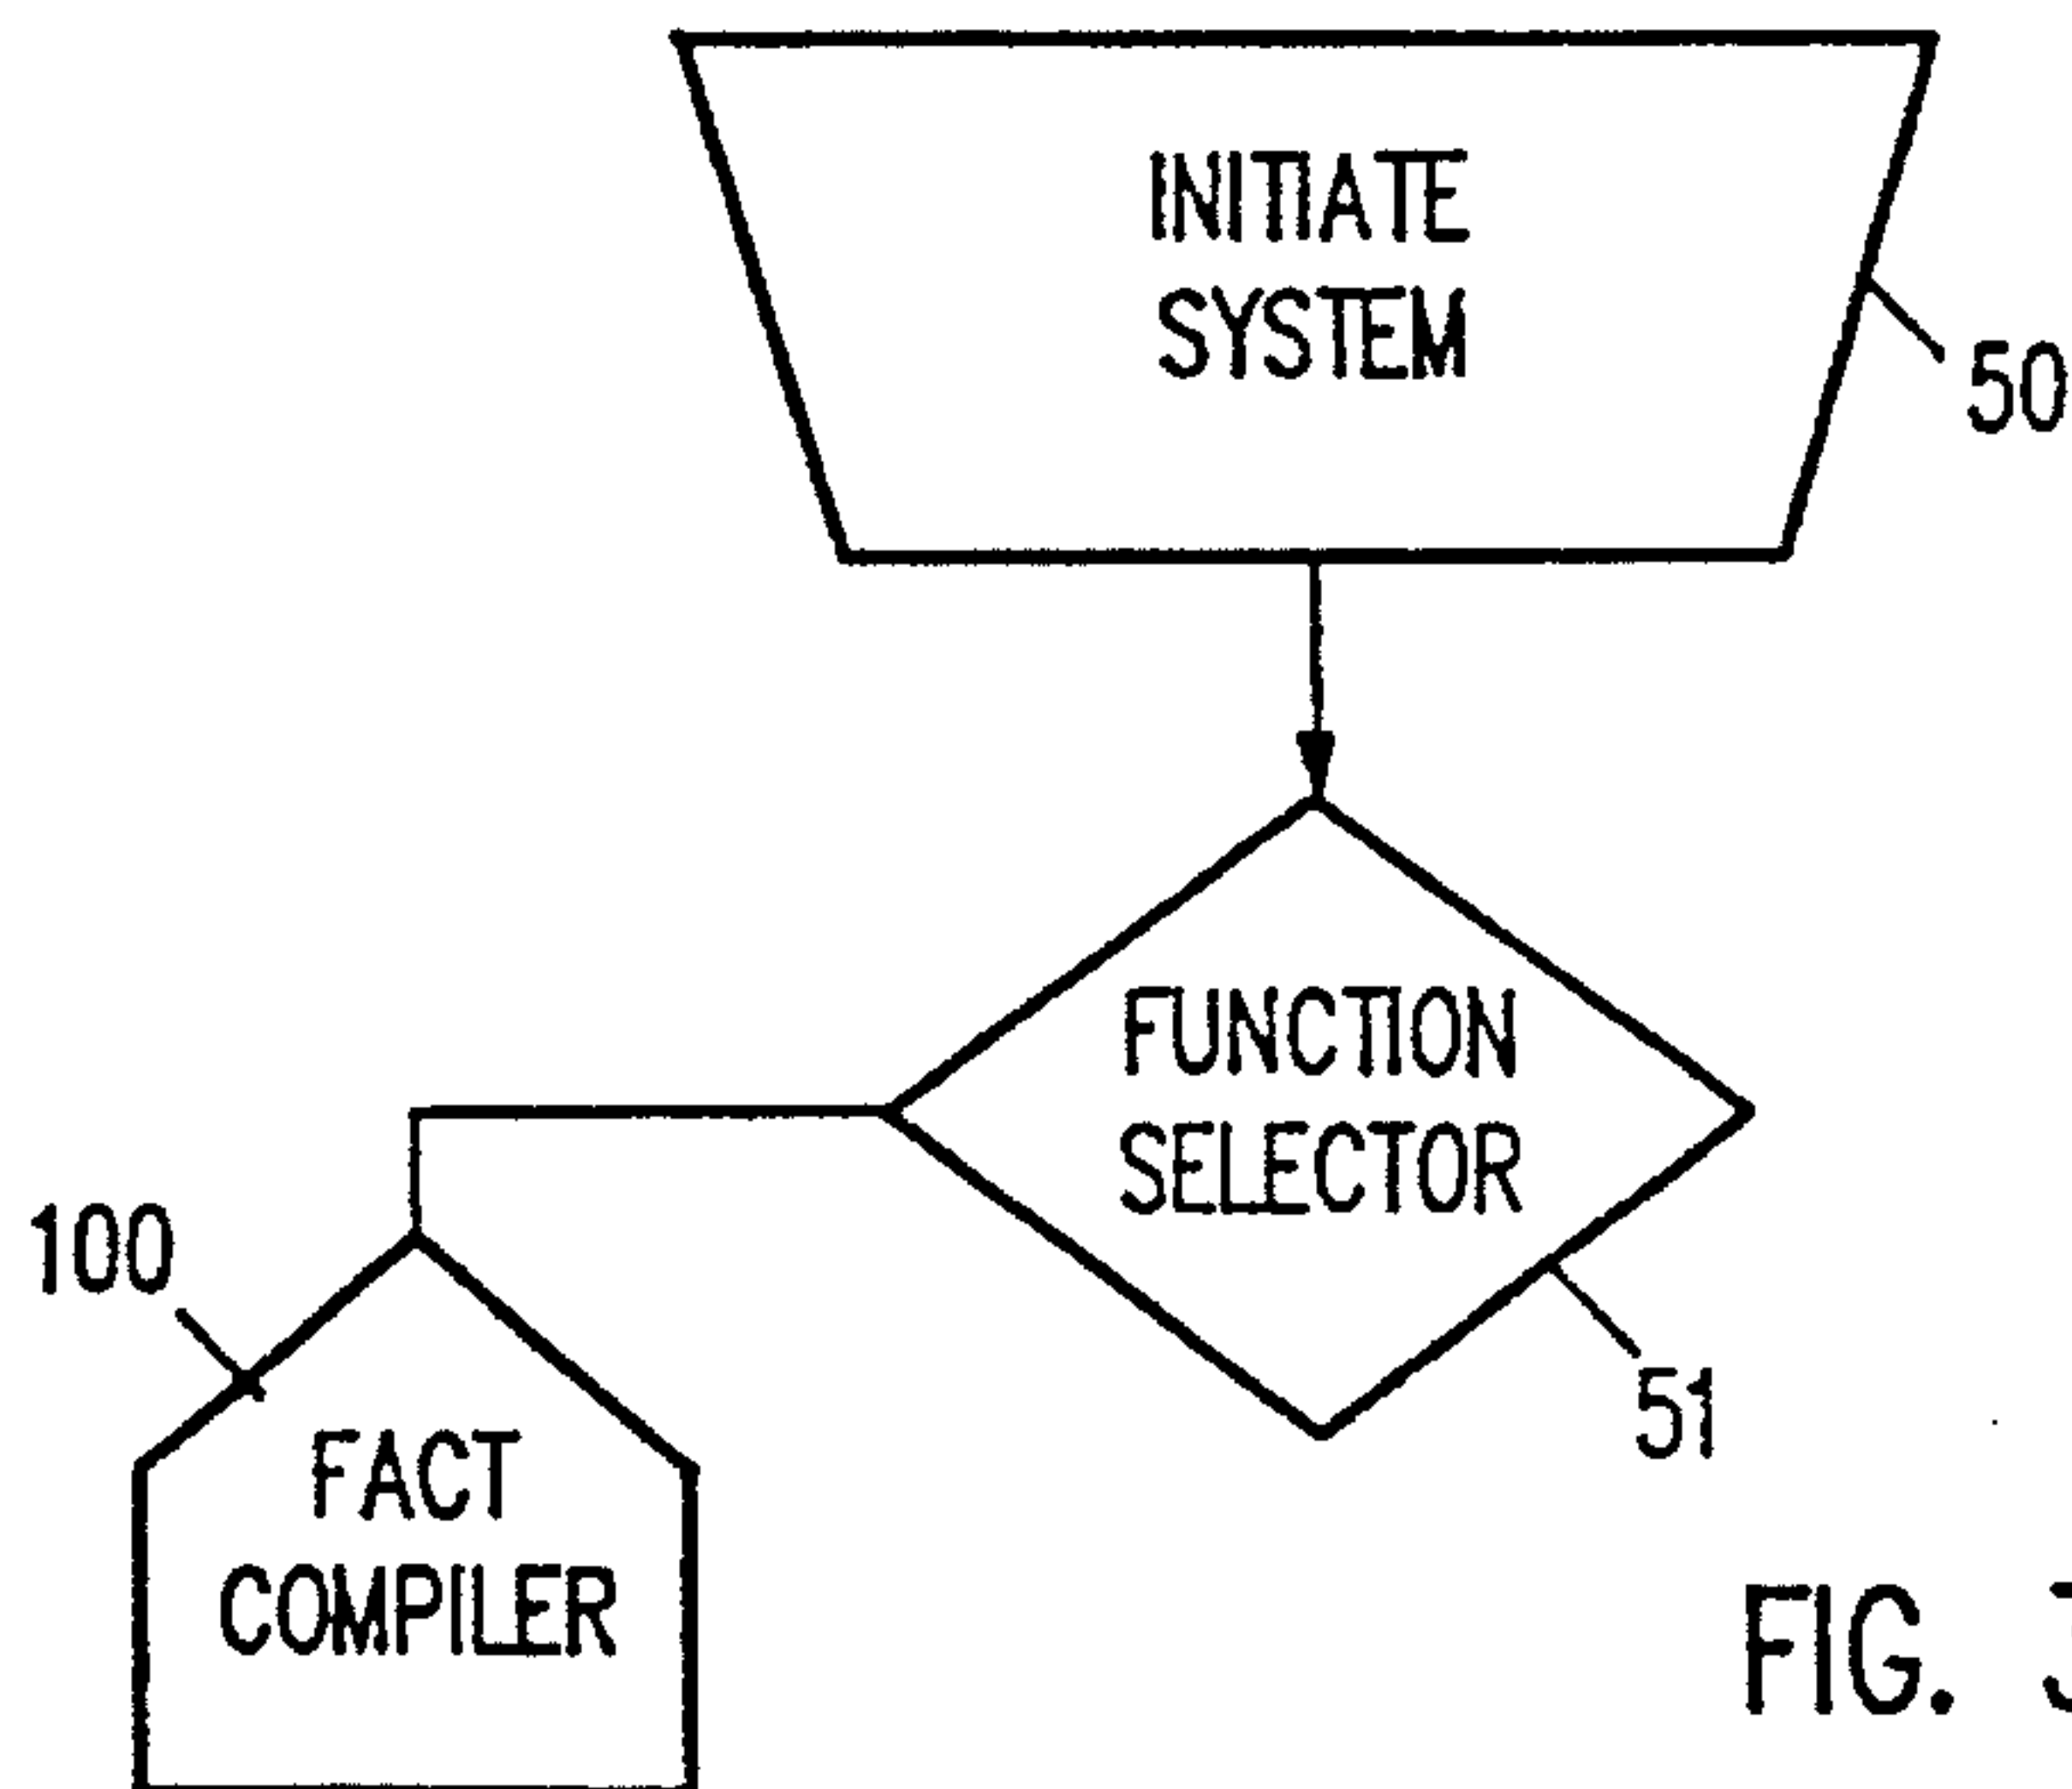 INITIATE
SYSTEM
50
FUNCTION
SELECTOR
51
100
FACT
COMPILER
FIG.